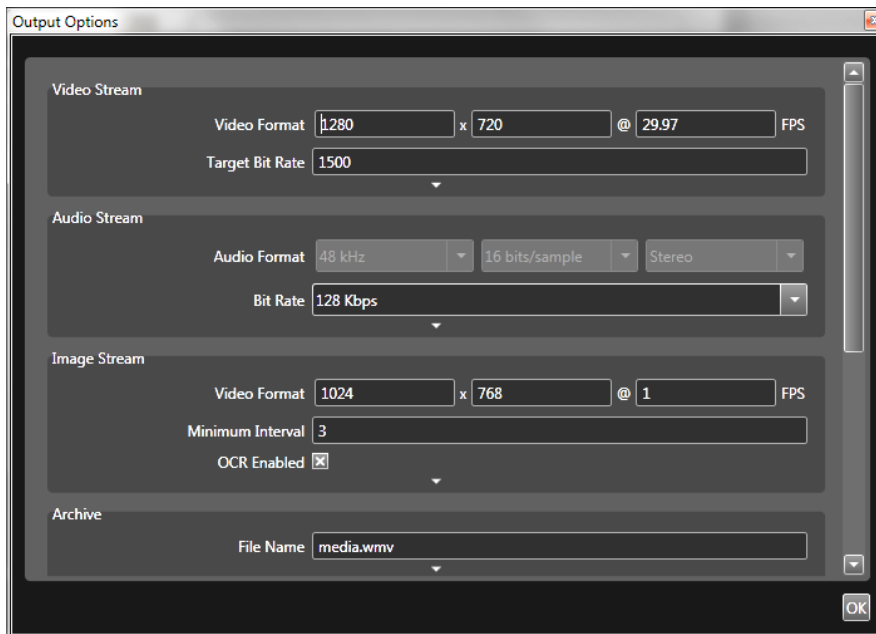 Output Options
Video Stream
Video Format 1280 x 720 @ 29.97 FPS
Target Bit Rate 1500
Audio Stream
Audio Format 48 kHz 16 bits/sample Stereo
Bit Rate 128 Kbps
Image Stream
Video Format 1024 x 768 @ 1 FPS
Minimum Interval 3
OCR Enabled
Archive
File Name media.wmv
OK